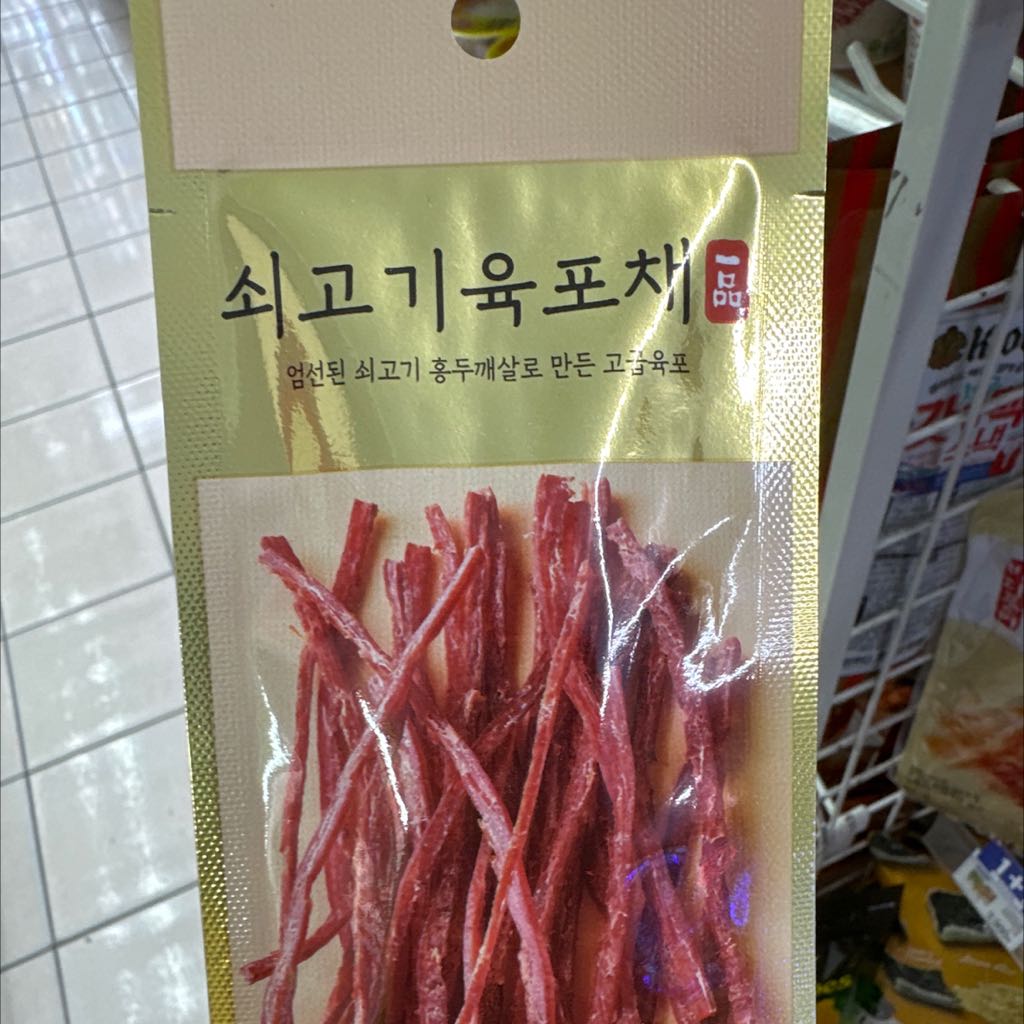 쇠고기육포채 一品
엄선된 쇠고기 홍두깨살로 만든 고급육포
1+